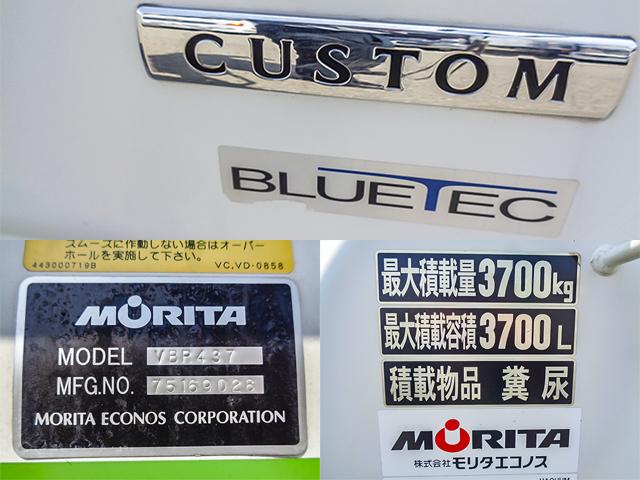 CUSTOM
BLUETEC
スムーズに作動しない場合はオーバー
ホールを実施して下さい。
443000719B VC,VD-0858
MORITA
MODEL VBR437
MFG.NO. 75169028
MORITA ECONOS CORPORATION
最大積載量3700kg
最大積載容積3700L
積載物品 糞尿
MORITA
株式会社モリタエコノス
VACUUM